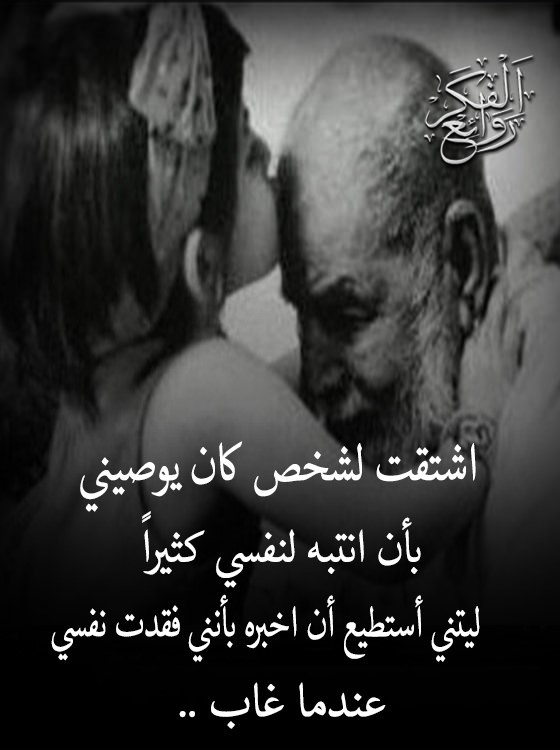 روائع الفكر
اشتقت لشخص كان يوصيني
بأن انتبه لنفسي كثيراً
ليتني أستطيع أن اخبره بأنني فقدت نفسي
عندما غاب ..